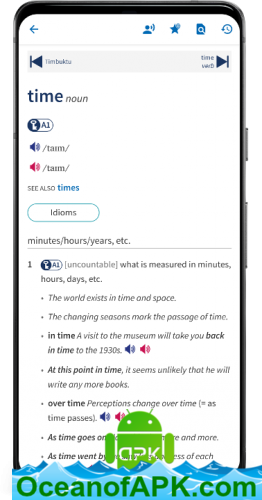 Timbuktu
time
verb
time noun
A1
/taɪm/
/taɪm/
SEE ALSO times
Idioms
minutes/hours/years, etc.
1 A1 [uncountable] what is measured in minutes,
hours, days, etc.
• The world exists in time and space.
• The changing seasons mark the passage of time.
• in time A visit to the museum will take you back
in time to the 1930s.
• At this point in time, it seems unlikely that he will
write any more books.
• over time Perceptions change over time (= as
time passes).
• As time goes on more and more.
• As time went by of each
APK
OceanofAPK.com